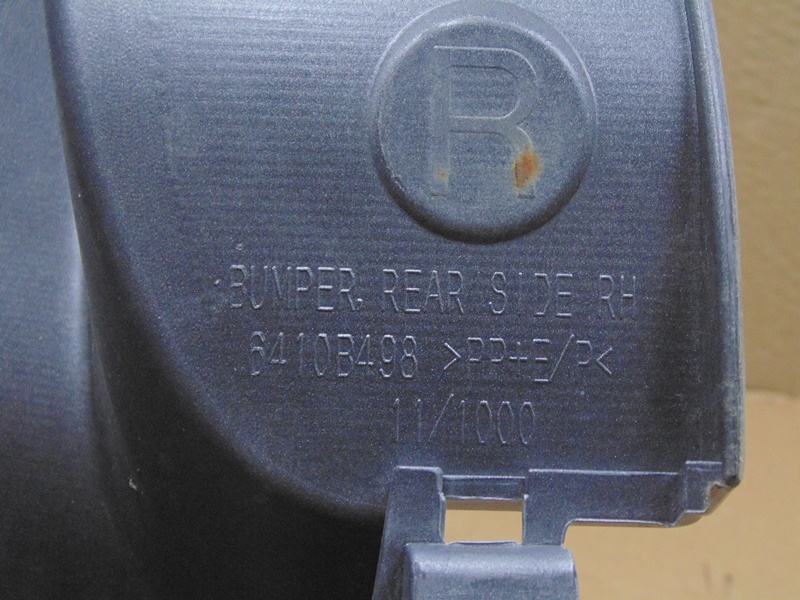 R
BUMPER, REAR SIDE RH
6410B498 >PP+E/P<
11/1000